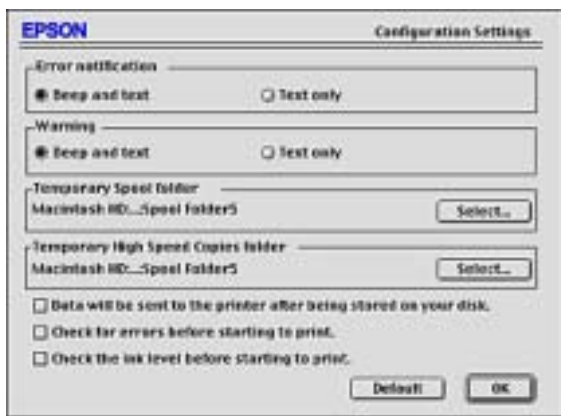 EPSON Configuration Settings
Error notification
Beep and text Text only
Warning
Beep and text Text only
Temporary Spool folder
Macintash HD:...:Spool Folder5 Select...
Temporary High Speed Copies folder
Macintash HD:...:Spool Folder5 Select...
Data will be sent to the printer after being stored on your disk.
Check for errors before starting to print.
Check the ink level before starting to print.
Default OK